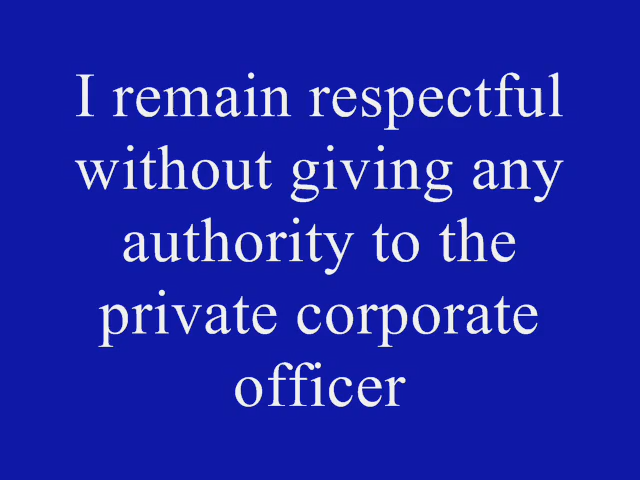 I remain respectful
without giving any
authority to the
private corporate
officer